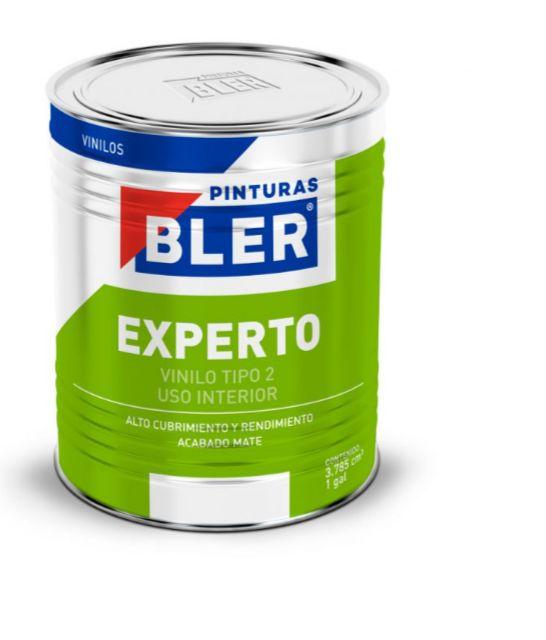 PINTURAS
BLER
VINILOS
PINTURAS
BLER®
EXPERTO
VINILO TIPO 2
USO INTERIOR
ALTO CUBRIMIENTO Y RENDIMIENTO
ACABADO MATE
CONTENIDO:
3.785 cm³
1 gal